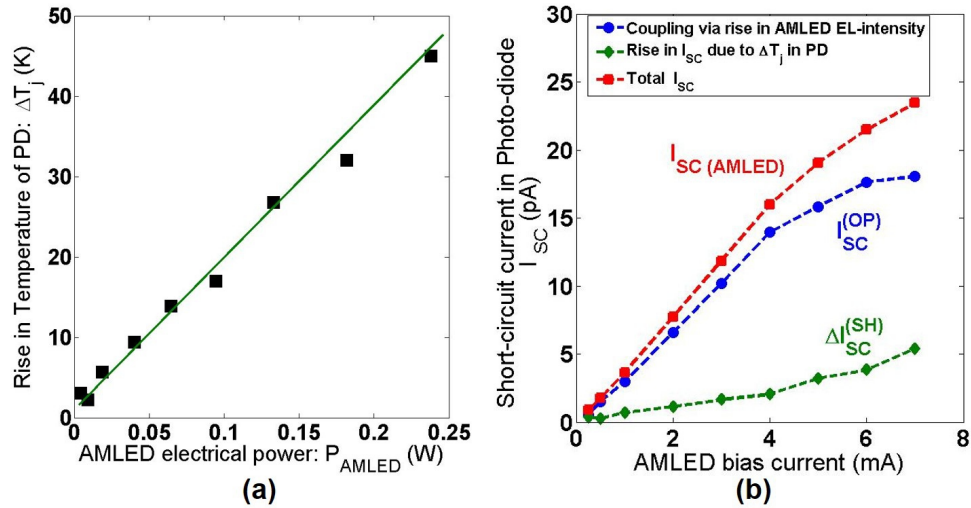 50
40
30
20
10
0
0 0.05 0.1 0.15 0.2 0.25
Rise in Temperature of PD: ΔTj (K)
AMLED electrical power: PAMLED (W)
(a)
30
25
20
15
10
5
0
0 2 4 6 8
Short-circuit current in Photo-diode
ISC (pA)
Coupling via rise in AMLED EL-intensity
Rise in ISC due to ΔTj in PD
Total ISC
ISC (AMLED)
ISC(OP)
ΔISC(SH)
AMLED bias current (mA)
(b)